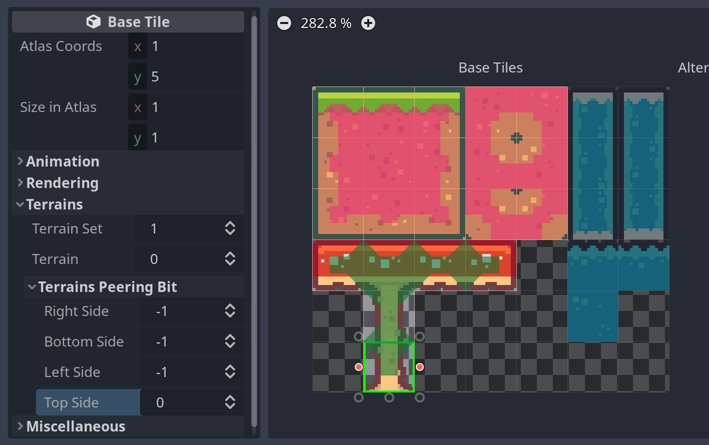 Base Tile
Atlas Coords x 1
y 5
Size in Atlas x 1
y 1
Animation
Rendering
Terrains
Terrain Set 1
Terrain 0
Terrains Peering Bit
Right Side -1
Bottom Side -1
Left Side -1
Top Side 0
Miscellaneous
282.8 %
Base Tiles
Alter